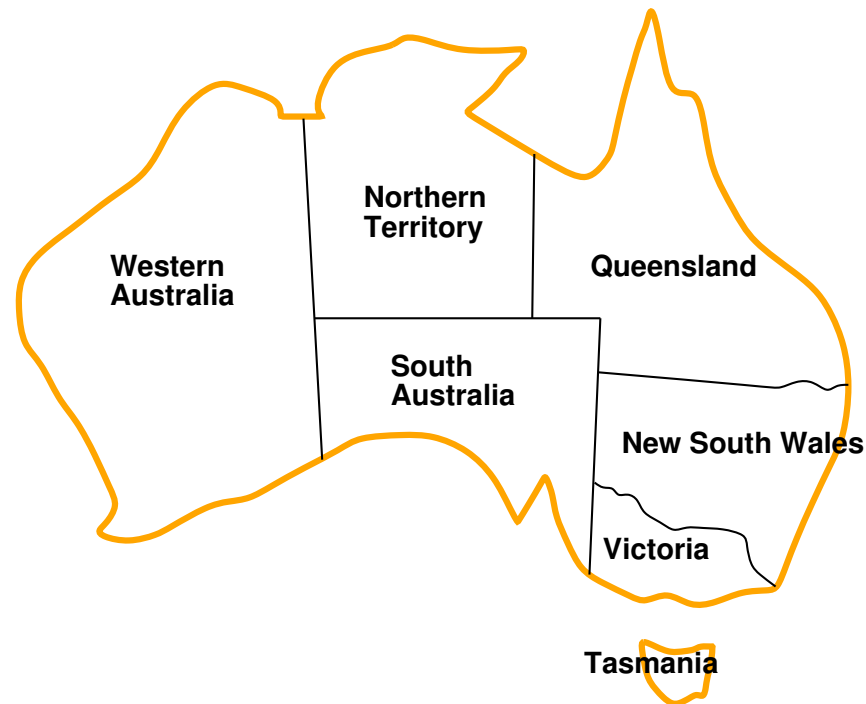 Northern
Territory
Western
Australia
Queensland
South
Australia
New South Wales
Victoria
Tasmania